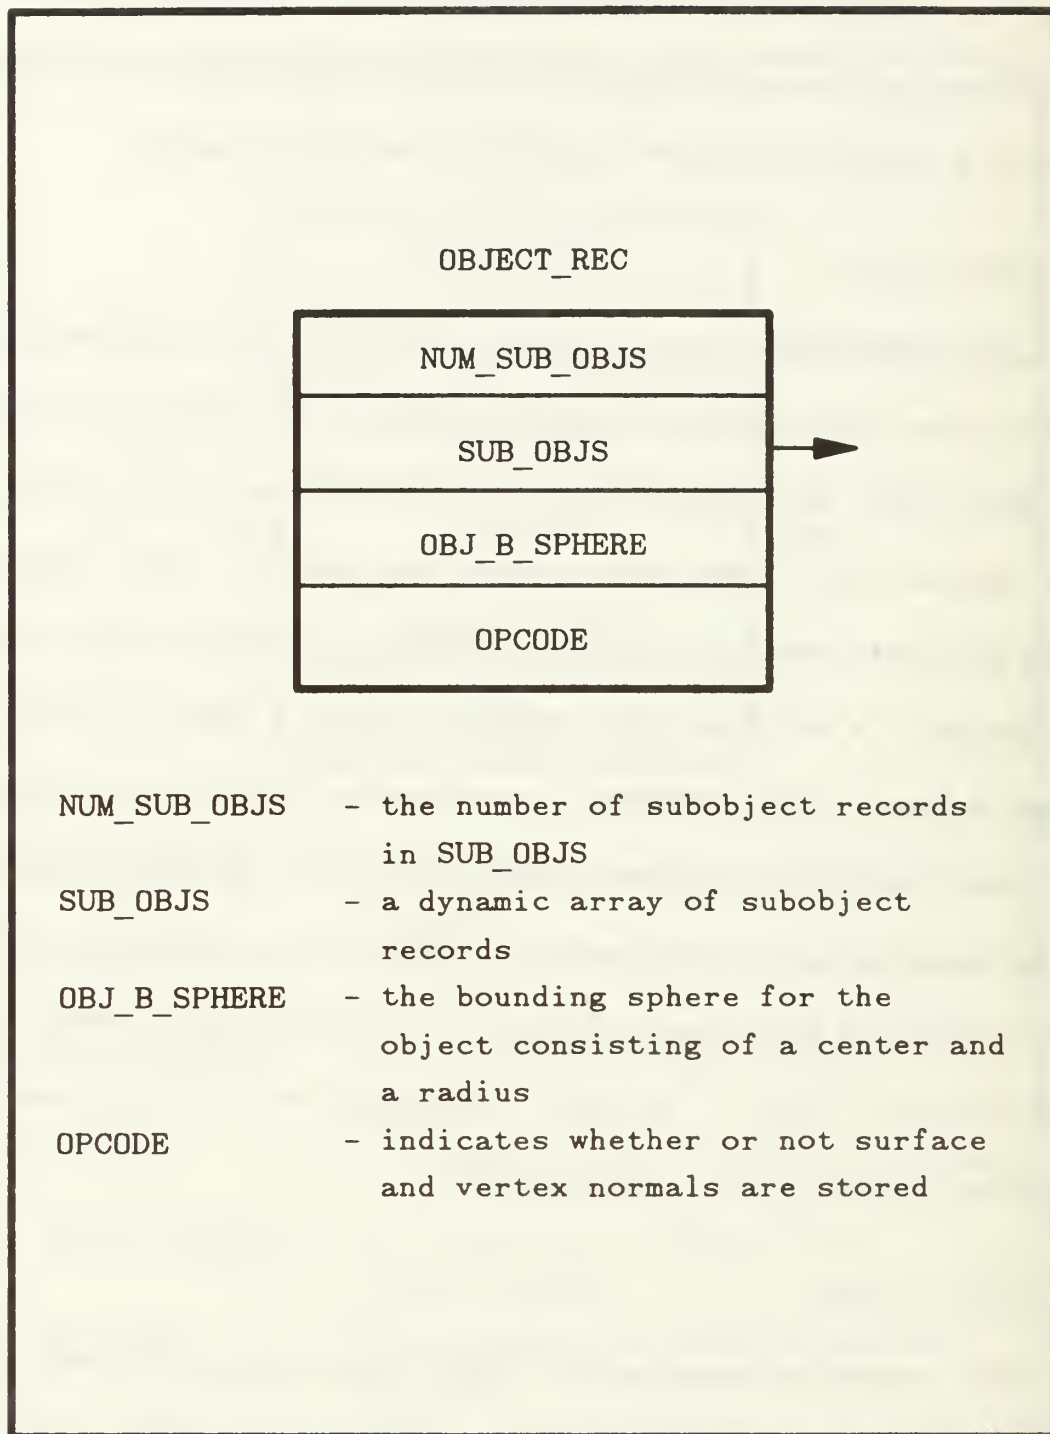 OBJECT_REC
NUM_SUB_OBJS
SUB_OBJS
OBJ_B_SPHERE
OPCODE
NUM_SUB_OBJS - the number of subobject records
in SUB_OBJS
SUB_OBJS - a dynamic array of subobject
records
OBJ_B_SPHERE - the bounding sphere for the
object consisting of a center and
a radius
OPCODE - indicates whether or not surface
and vertex normals are stored